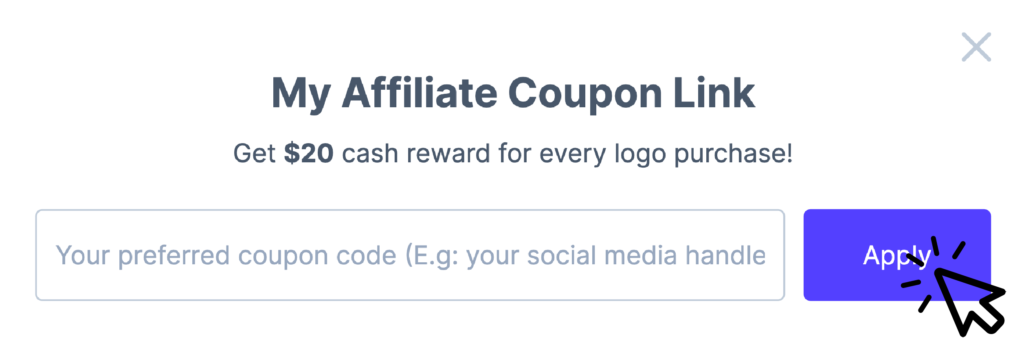 My Affiliate Coupon Link
Get $20 cash reward for every logo purchase!
Your preferred coupon code (E.g: your social media handle
Apply